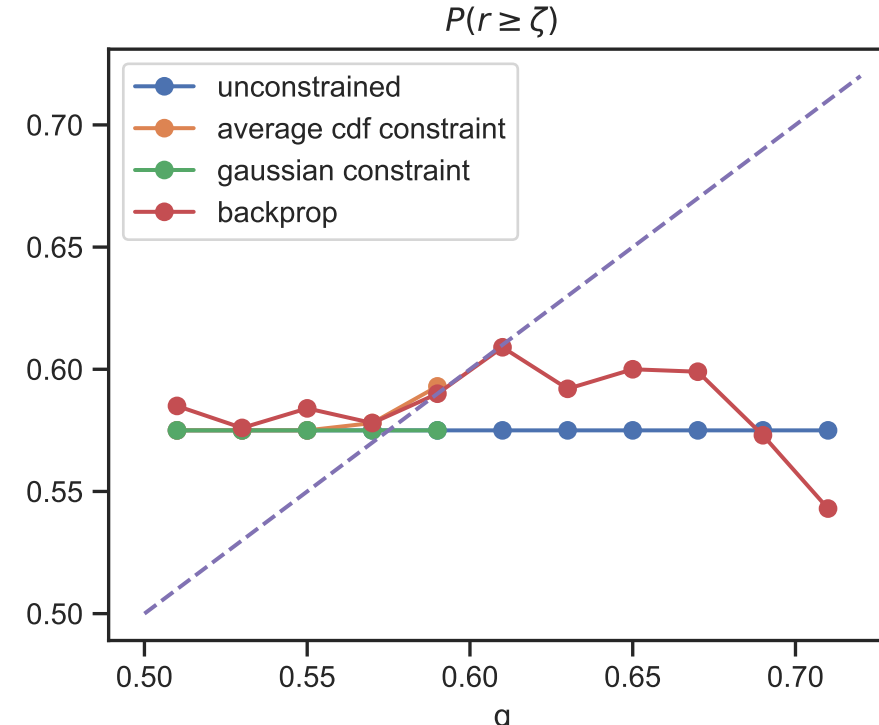 P(r ≥ ζ)
unconstrained
average cdf constraint
gaussian constraint
backprop
0.70
0.65
0.60
0.55
0.50
0.50 0.55 0.60 0.65 0.70